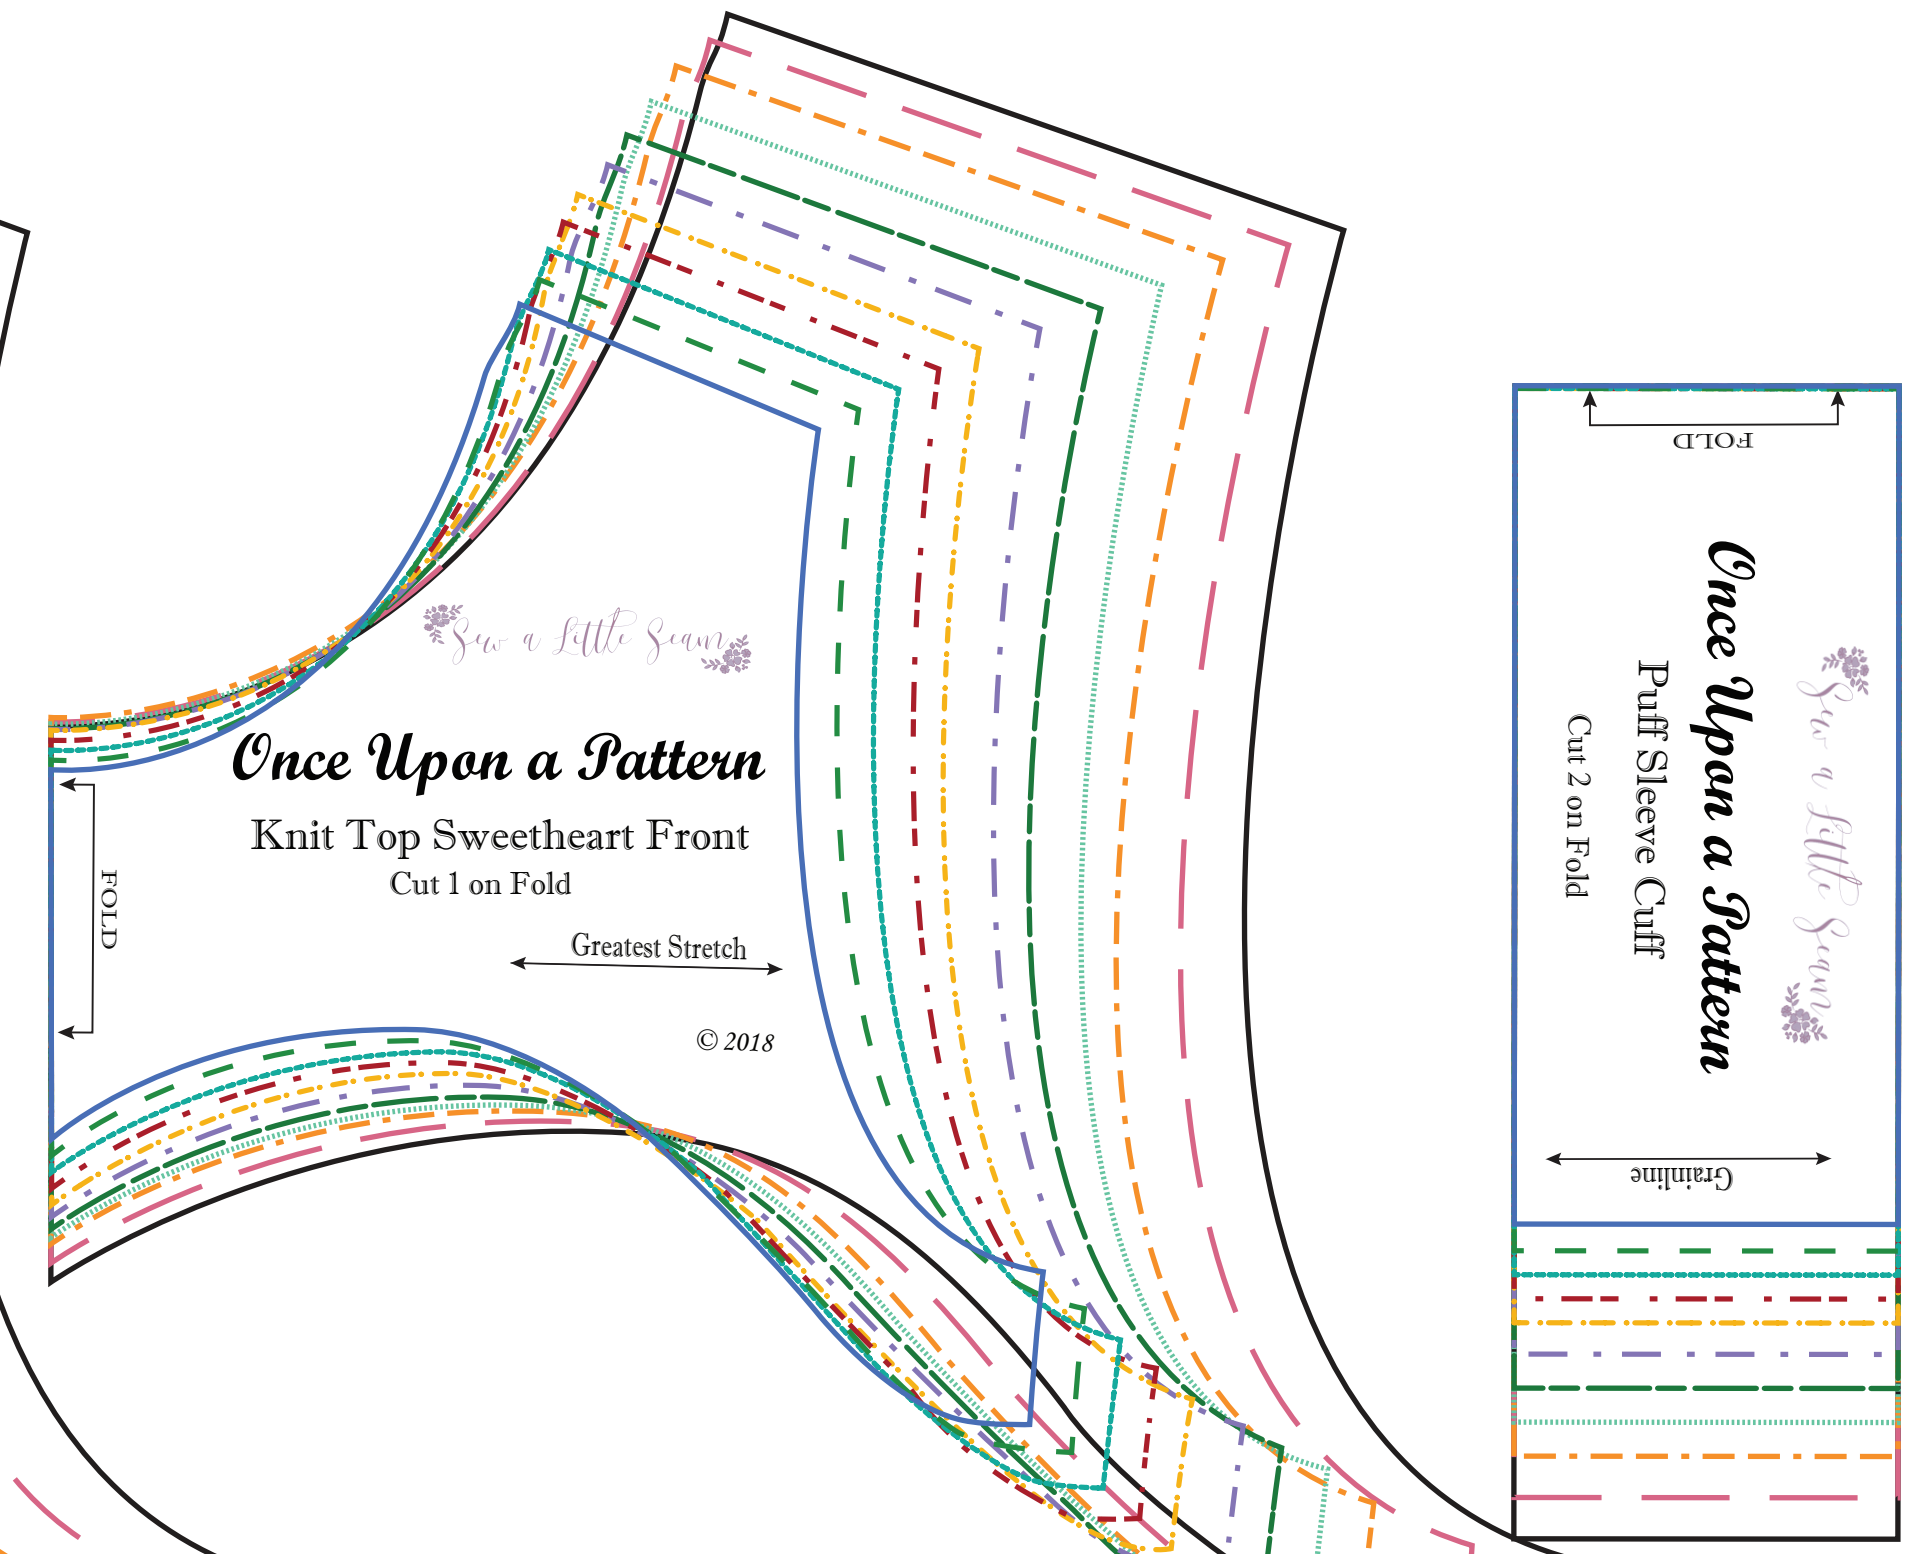 Sew a Little Seam
Once Upon a Pattern
Knit Top Sweetheart Front
Cut 1 on Fold
FOLD
Greatest Stretch
© 2018
FOLD
Sew a Little Seam
Once Upon a Pattern
Puff Sleeve Cuff
Cut 2 on Fold
Grainline